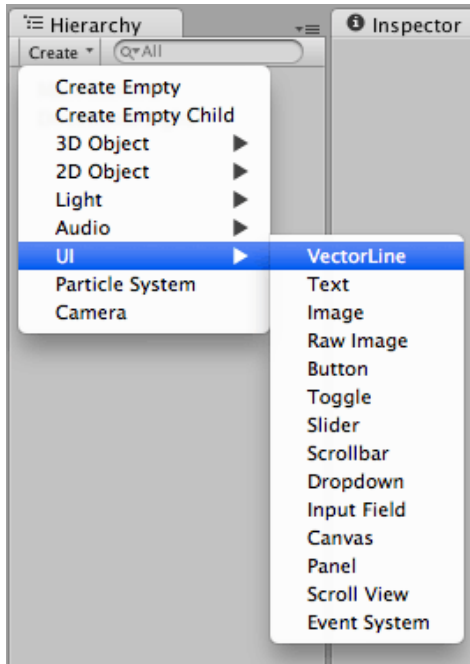 Hierarchy
Inspector
Create
All
Create Empty
Create Empty Child
3D Object
2D Object
Light
Audio
UI
Particle System
Camera
VectorLine
Text
Image
Raw Image
Button
Toggle
Slider
Scrollbar
Dropdown
Input Field
Canvas
Panel
Scroll View
Event System